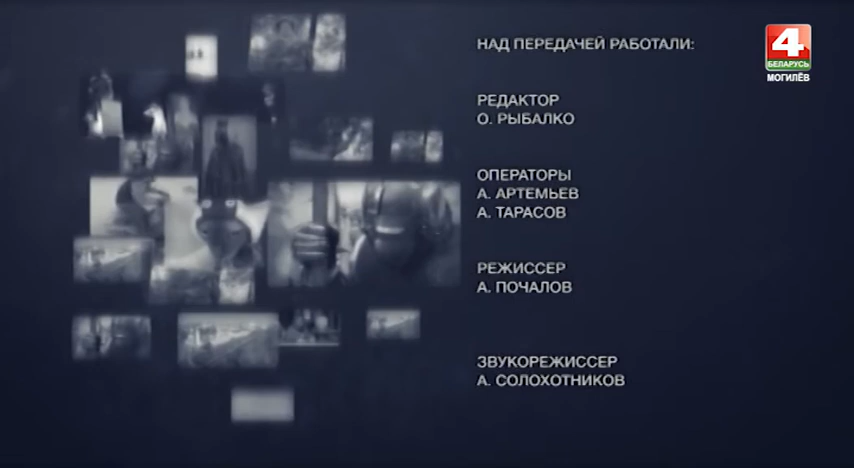 НАД ПЕРЕДАЧЕЙ РАБОТАЛИ:
4
БЕЛАРУСЬ
МОГИЛЁВ
РЕДАКТОР
О. РЫБАЛКО
ОПЕРАТОРЫ
А. АРТЕМЬЕВ
А. ТАРАСОВ
РЕЖИССЕР
А. ПОЧАЛОВ
ЗВУКОРЕЖИССЕР
А. СОЛОХОТНИКОВ